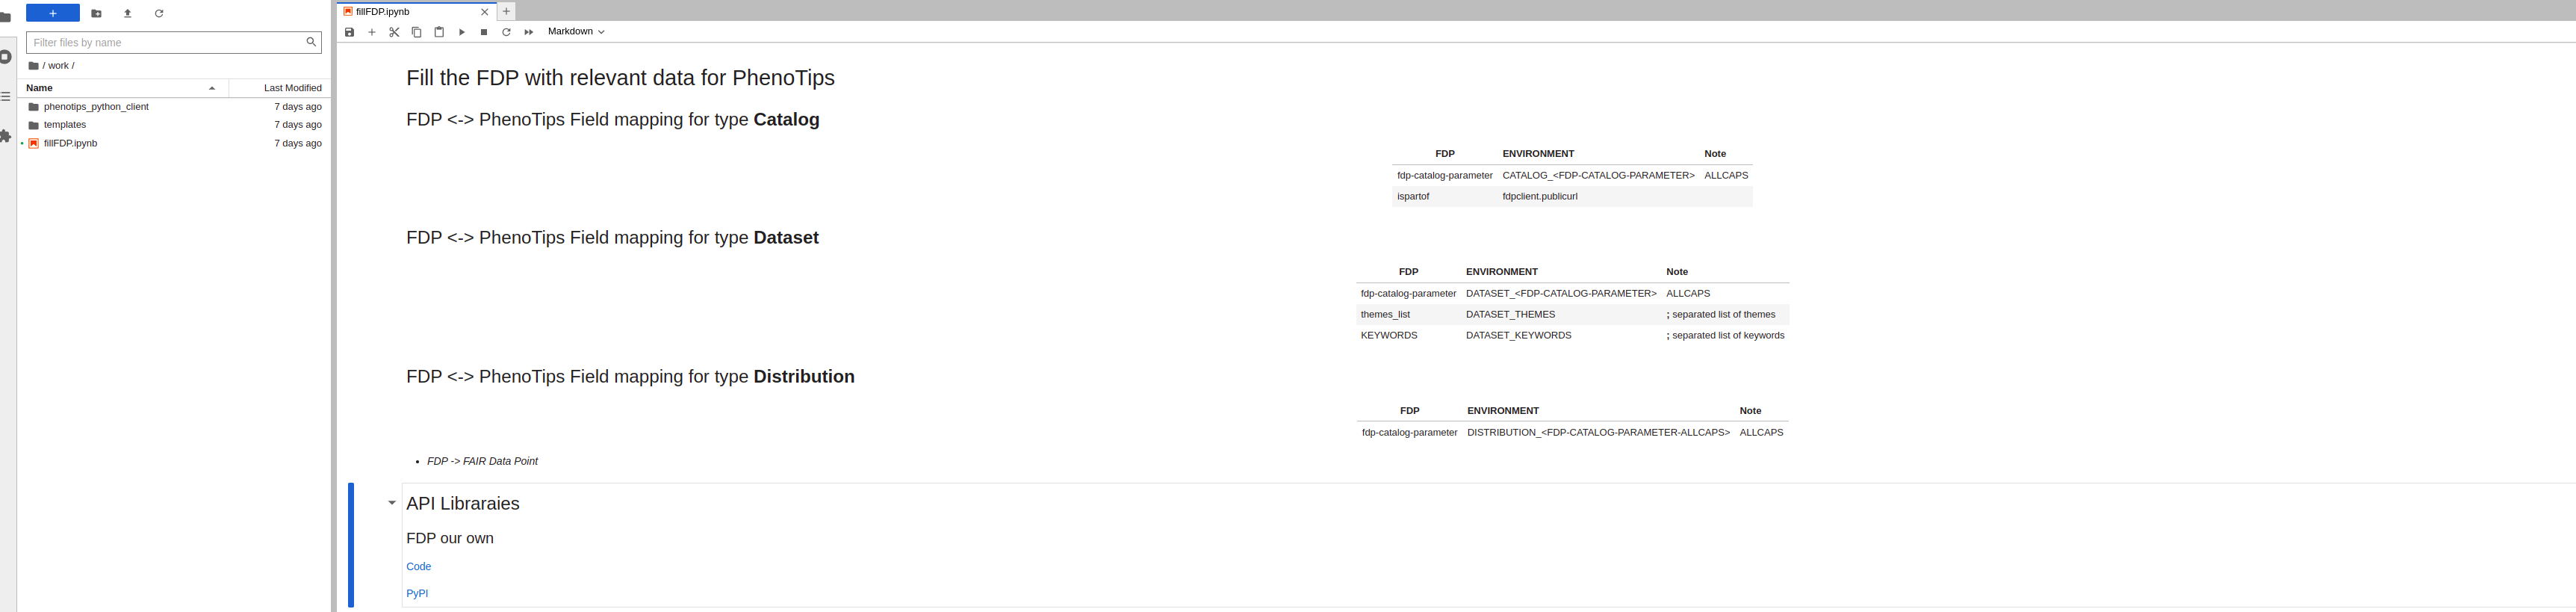 fillFDP.ipynb
Markdown
Filter files by name
/ work /
Name Last Modified
phenotips_python_client 7 days ago
templates 7 days ago
fillFDP.ipynb 7 days ago
Fill the FDP with relevant data for PhenoTips
FDP <-> PhenoTips Field mapping for type Catalog
FDP ENVIRONMENT Note
fdp-catalog-parameter CATALOG_<FDP-CATALOG-PARAMETER> ALLCAPS
ispartof fdpclient.publicurl
FDP <-> PhenoTips Field mapping for type Dataset
FDP ENVIRONMENT Note
fdp-catalog-parameter DATASET_<FDP-CATALOG-PARAMETER> ALLCAPS
themes_list DATASET_THEMES ; separated list of themes
KEYWORDS DATASET_KEYWORDS ; separated list of keywords
FDP <-> PhenoTips Field mapping for type Distribution
FDP ENVIRONMENT Note
fdp-catalog-parameter DISTRIBUTION_<FDP-CATALOG-PARAMETER-ALLCAPS> ALLCAPS
• FDP -> FAIR Data Point
API Libraraies
FDP our own
Code
PyPI